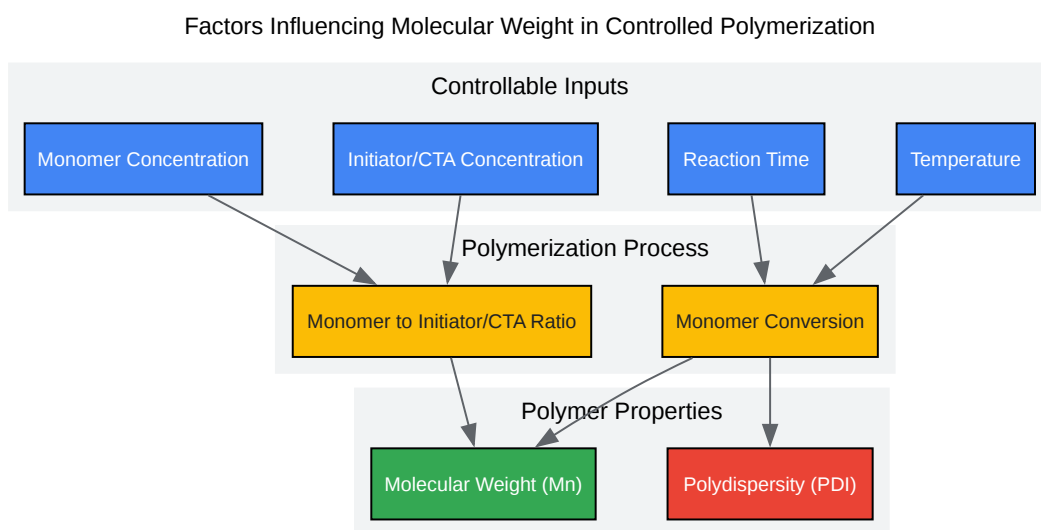 Factors Influencing Molecular Weight in Controlled Polymerization
Controllable Inputs
Monomer Concentration
Initiator/CTA Concentration
Reaction Time
Temperature
Polymerization Process
Monomer to Initiator/CTA Ratio
Monomer Conversion
Polymer Properties
Molecular Weight (Mn)
Polydispersity (PDI)